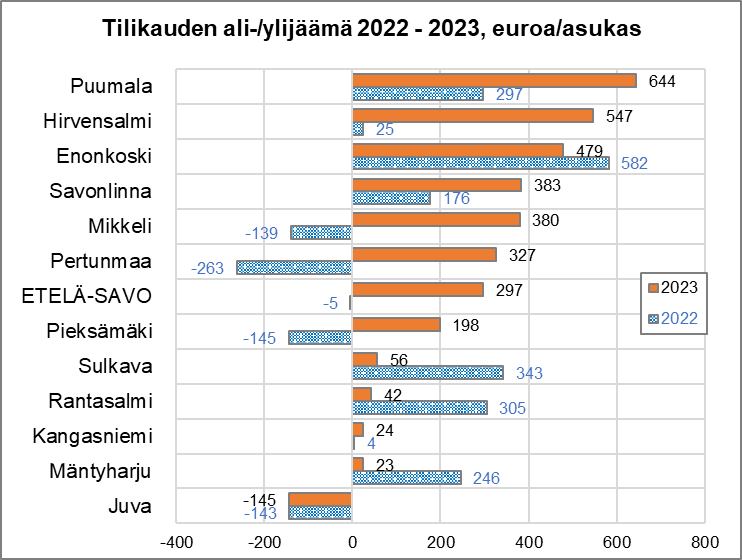 Tilikauden ali-/ylijäämä 2022 - 2023, euroa/asukas
Puumala 644
297
Hirvensalmi 547
25
Enonkoski 479
582
Savonlinna 383
176
Mikkeli 380
-139
Pertunmaa 327
-263
ETELÄ-SAVO 297
-5
Pieksämäki 198
-145
Sulkava 56
343
Rantasalmi 42
305
Kangasniemi 24
4
Mäntyharju 23
246
Juva -145
-143
2023
2022
-400 -200 0 200 400 600 800